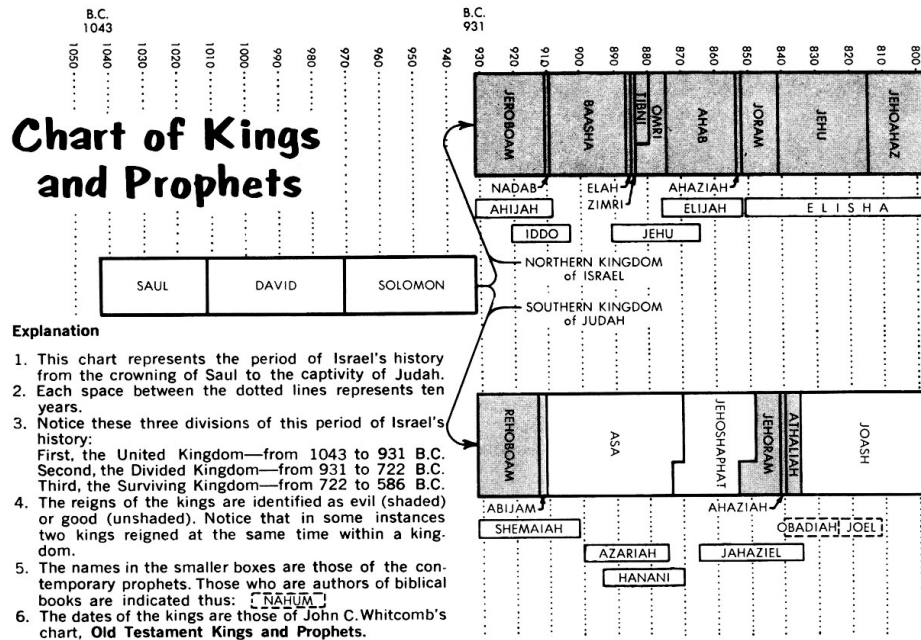 B.C.
1043
B.C.
931
1050
1040
1030
1020
1010
1000
990
980
970
960
950
940
930
920
910
900
890
880
870
860
850
840
830
820
810
800
Chart of Kings
and Prophets
JEROBOAM
BAASHA
TIBNI
OMRI
AHAB
JORAM
JEHU
JEHOAHAZ
NADAB
ELAH
ZIMRI
AHAZIAH
AHIJAH
ELIJAH
ELISHA
IDDO
JEHU
NORTHERN KINGDOM
of ISRAEL
SAUL
DAVID
SOLOMON
SOUTHERN KINGDOM
of JUDAH
Explanation
1. This chart represents the period of Israel's history
from the crowning of Saul to the captivity of Judah.
2. Each space between the dotted lines represents ten
years.
3. Notice these three divisions of this period of Israel's
history:
First, the United Kingdom—from 1043 to 931 B.C.
Second, the Divided Kingdom—from 931 to 722 B.C.
Third, the Surviving Kingdom—from 722 to 586 B.C.
4. The reigns of the kings are identified as evil (shaded)
or good (unshaded). Notice that in some instances
two kings reigned at the same time within a king-
dom.
5. The names in the smaller boxes are those of the con-
temporary prophets. Those who are authors of biblical
books are indicated thus: NAHUM
6. The dates of the kings are those of John C.Whitcomb's
chart, Old Testament Kings and Prophets.
REHOBOAM
ASA
JEHOSHAPHAT
JEHORAM
ATHALIAH
JOASH
ABIJAM
AHAZIAH
SHEMAIAH
OBADIAH
JOEL
AZARIAH
JAHAZIEL
HANANI